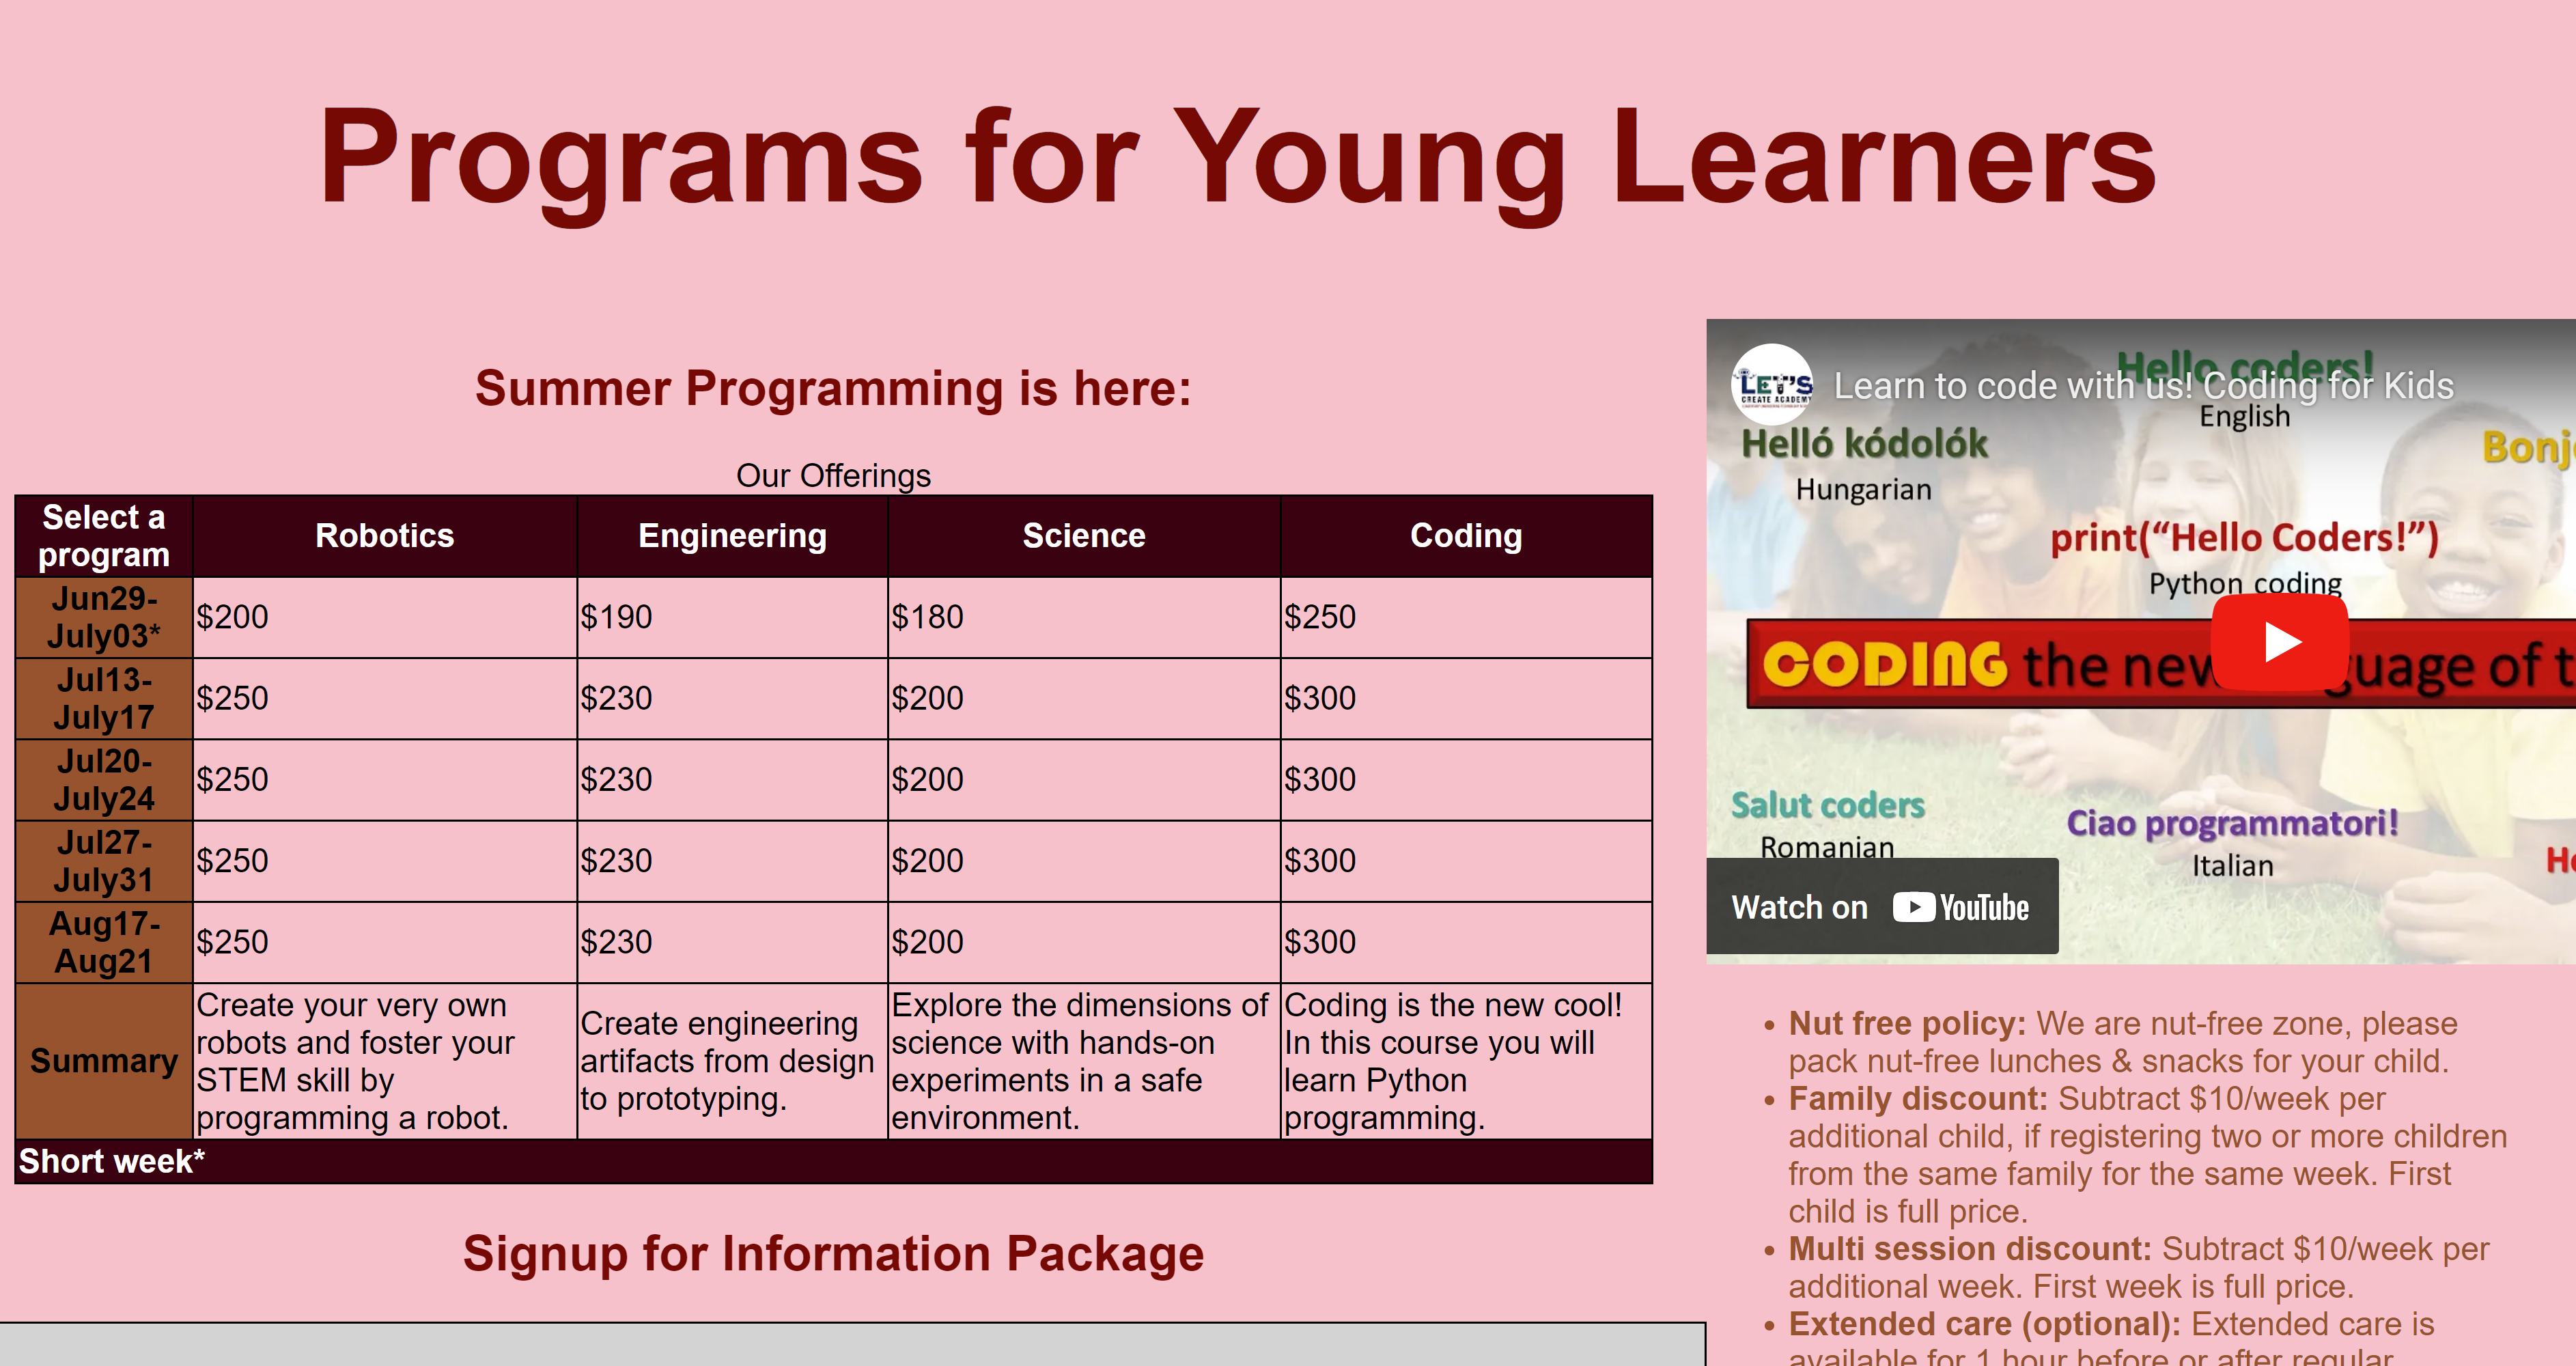 Programs for Young Learners
Summer Programming is here:
Our Offerings
Select a
program
Robotics
Engineering
Science
Coding
Jun29-
July03*
$200
$190
$180
$250
Jul13-
July17
$250
$230
$200
$300
Jul20-
July24
$250
$230
$200
$300
Jul27-
July31
$250
$230
$200
$300
Aug17-
Aug21
$250
$230
$200
$300
Summary
Create your very own
robots and foster your
STEM skill by
programming a robot.
Create engineering
artifacts from design
to prototyping.
Explore the dimensions of
science with hands-on
experiments in a safe
environment.
Coding is the new cool!
In this course you will
learn Python
programming.
Short week*
Signup for Information Package
LET'S
CREATE ACADEMY
Learn to code with us! Coding for Kids
Hello coders!
English
Helló kódolók
Hungarian
print(“Hello Coders!”)
Python coding
CODING the new of
Salut coders
Romanian
Ciao programmatori!
Italian
Watch on YouTube
• Nut free policy: We are nut-free zone, please
pack nut-free lunches & snacks for your child.
• Family discount: Subtract $10/week per
additional child, if registering two or more children
from the same family for the same week. First
child is full price.
• Multi session discount: Subtract $10/week per
additional week. First week is full price.
• Extended care (optional): Extended care is
available for 1 hour before or after regular